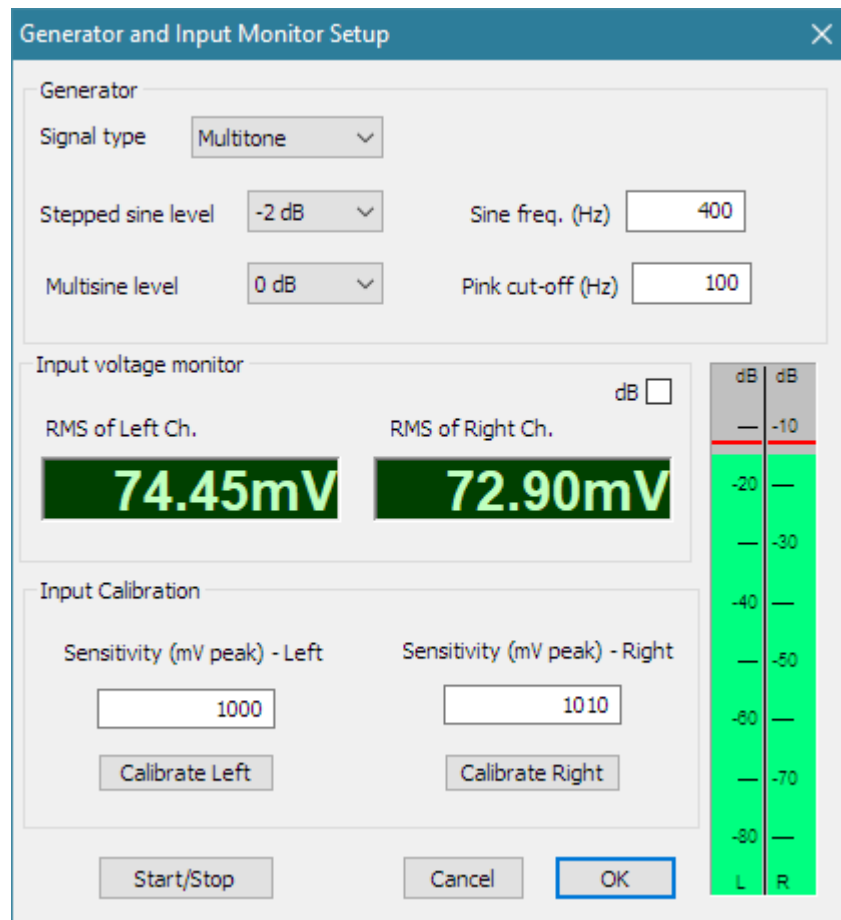 Generator and Input Monitor Setup
Generator
Signal type Multitone
Stepped sine level -2 dB Sine freq. (Hz) 400
Multisine level 0 dB Pink cut-off (Hz) 100
Input voltage monitor
dB
RMS of Left Ch. RMS of Right Ch.
74.45mV 72.90mV
Input Calibration
Sensitivity (mV peak) - Left Sensitivity (mV peak) - Right
1000 1010
Calibrate Left Calibrate Right
Start/Stop Cancel OK
dB dB
-10
-20
-30
-40
-50
-60
-70
-80
L R